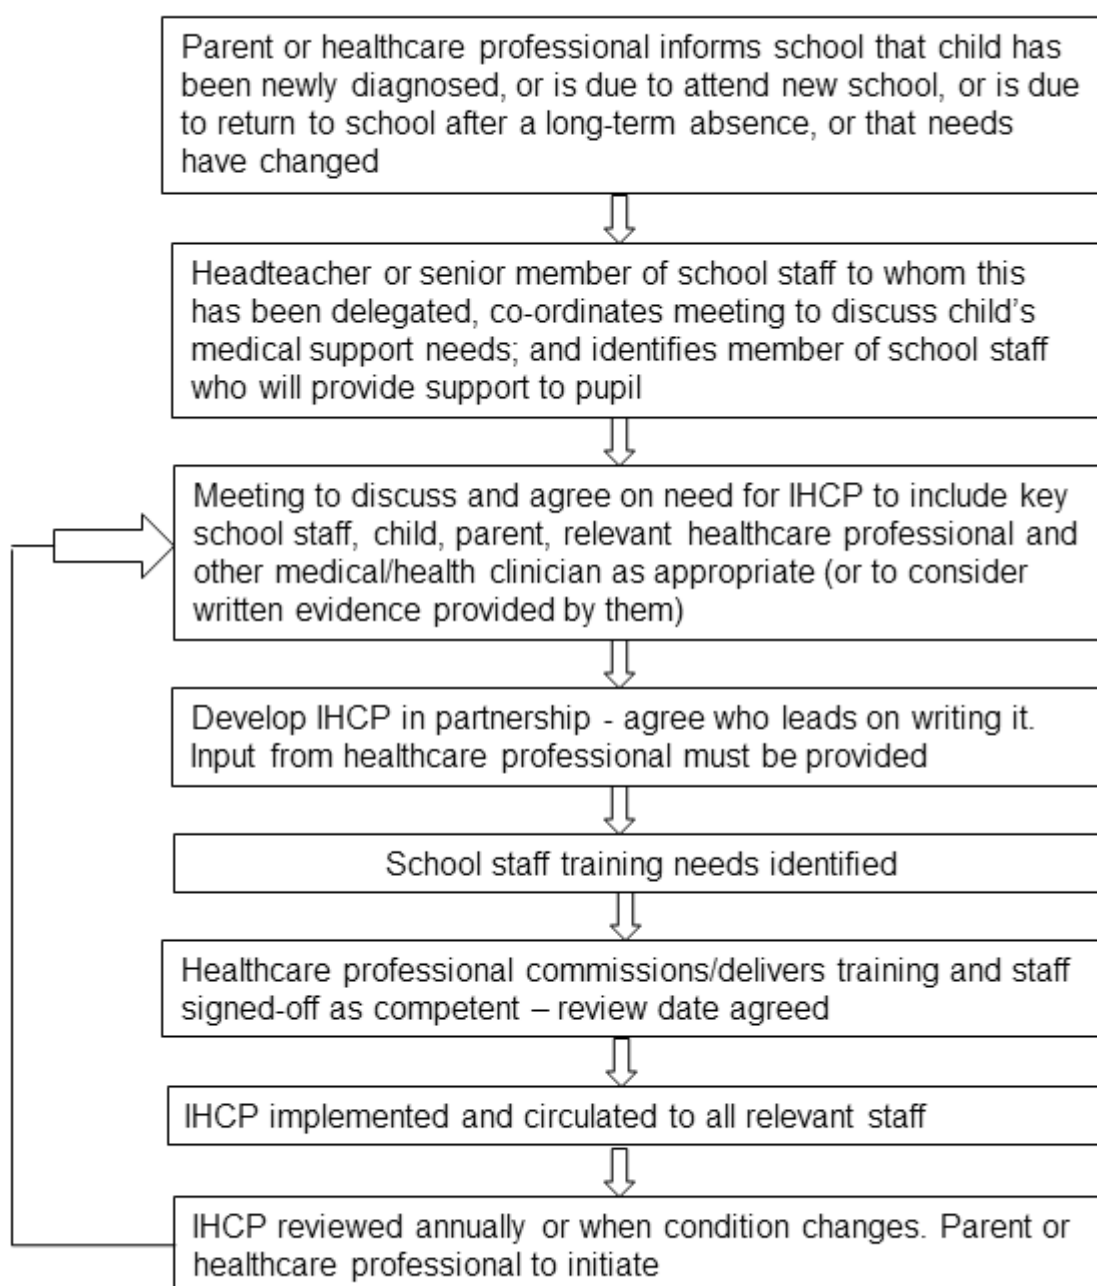 Parent or healthcare professional informs school that child has
been newly diagnosed, or is due to attend new school, or is due
to return to school after a long-term absence, or that needs
have changed
Headteacher or senior member of school staff to whom this
has been delegated, co-ordinates meeting to discuss child's
medical support needs; and identifies member of school staff
who will provide support to pupil
Meeting to discuss and agree on need for IHCP to include key
school staff, child, parent, relevant healthcare professional and
other medical/health clinician as appropriate (or to consider
written evidence provided by them)
Develop IHCP in partnership - agree who leads on writing it.
Input from healthcare professional must be provided
School staff training needs identified
Healthcare professional commissions/delivers training and staff
signed-off as competent – review date agreed
IHCP implemented and circulated to all relevant staff
IHCP reviewed annually or when condition changes. Parent or
healthcare professional to initiate